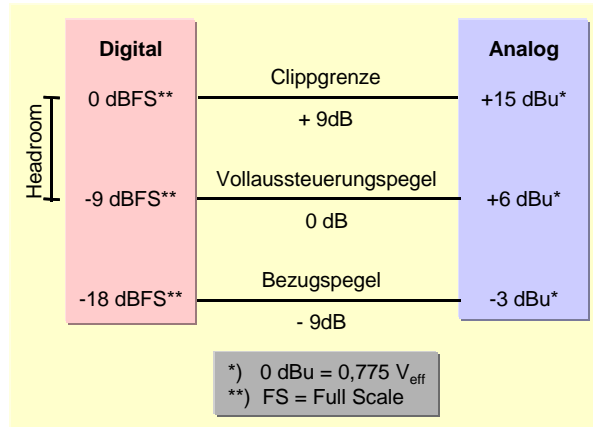 Digital
Analog
Clippgrenze
0 dBFS**
+15 dBu*
+ 9dB
Headroom
Vollaussteuerungspegel
-9 dBFS**
+6 dBu*
0 dB
Bezugspegel
-18 dBFS**
-3 dBu*
- 9dB
*) 0 dBu = 0,775 Veff
**) FS = Full Scale